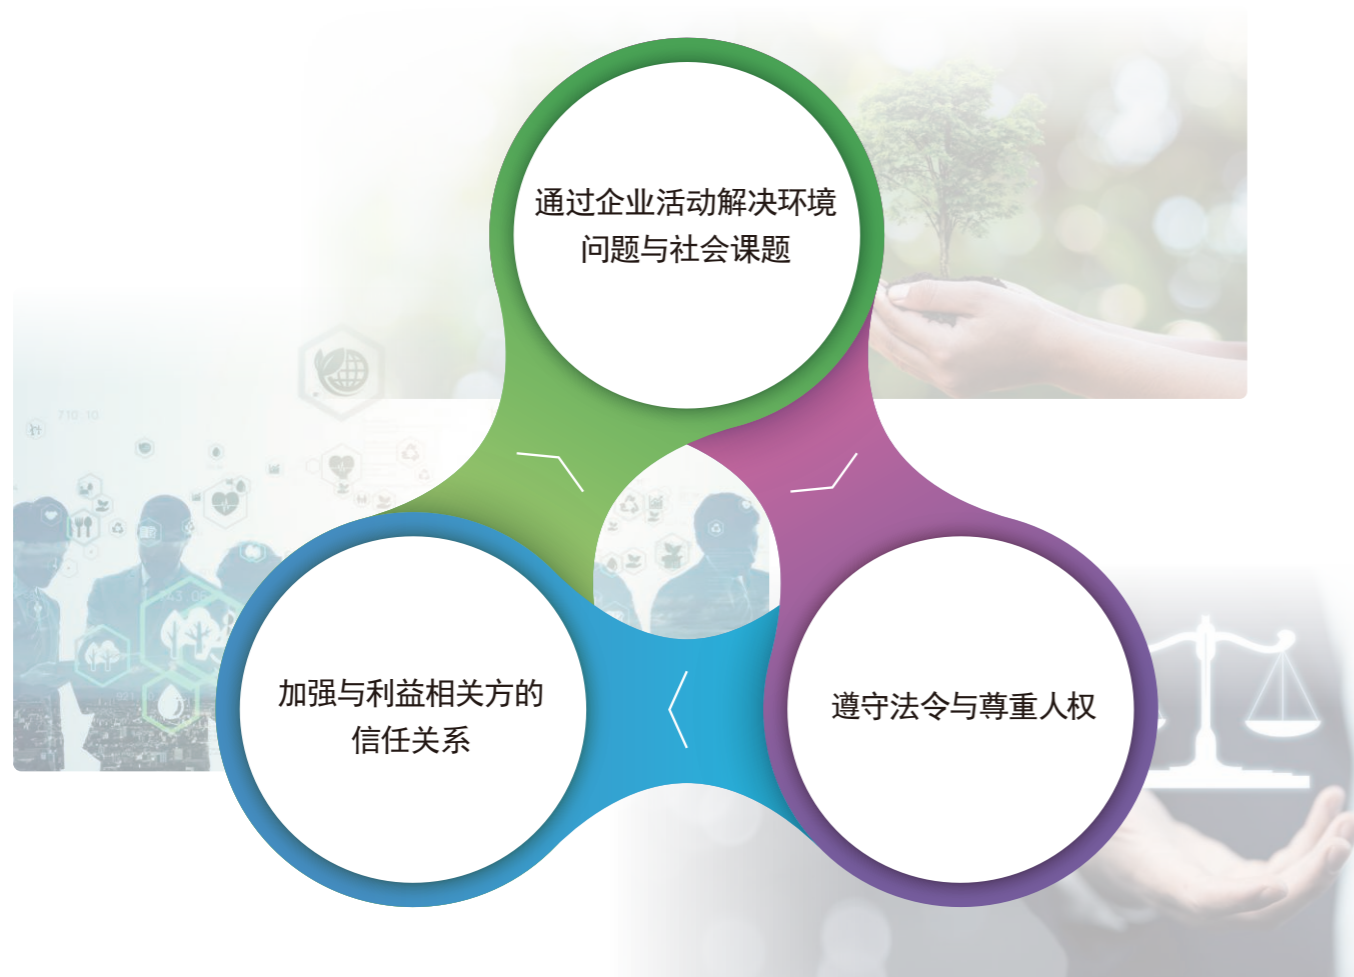 通过企业活动解决环境
问题与社会课题
710 10
加强与利益相关方的
信任关系
遵守法令与尊重人权